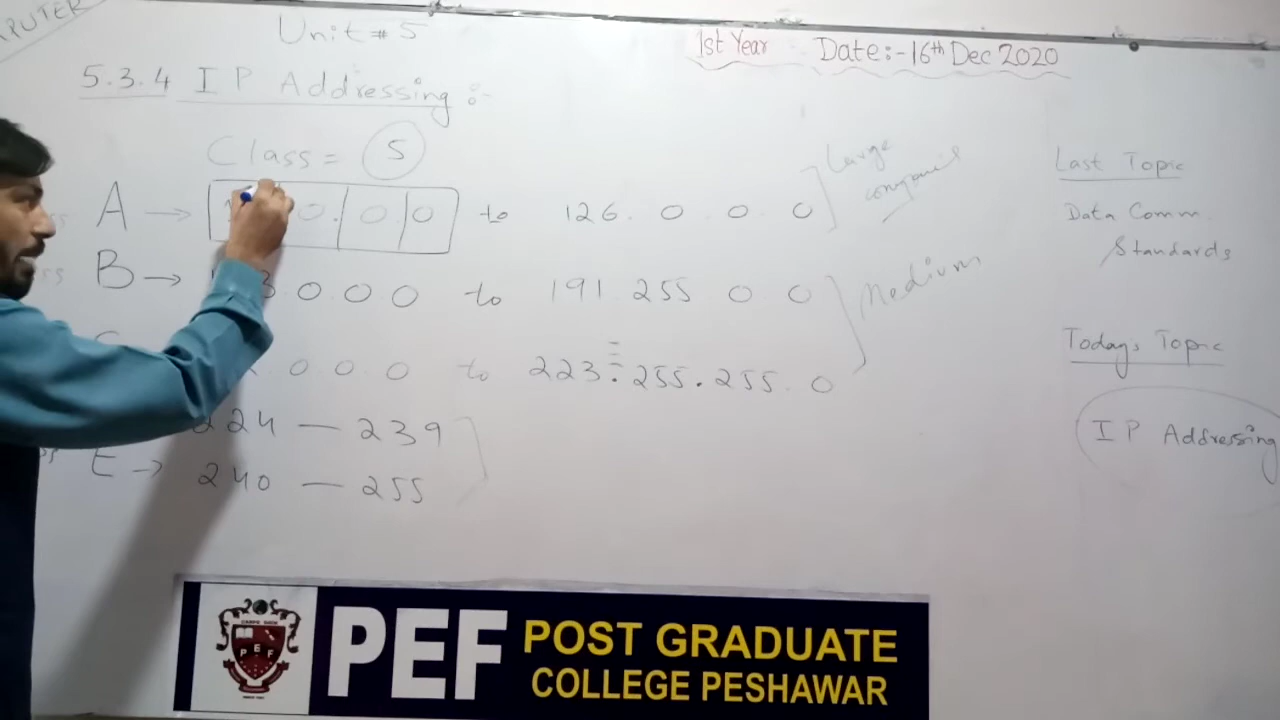 Unit # 5
1st Year Date:-16th Dec 2020
5.3.4 IP Addressing :-
Class = 5
A → 0. 0 0 to 126. 0 0 0
Large
B → 3.0 0 0 to 191.255 0 0
Medium
0 0 0 to 223.255.255.0
224 — 239
E → 240 — 255
Last Topic
Data Comm.
Standards
Today's Topic
IP Addressing
PEF
PEF POST GRADUATE
COLLEGE PESHAWAR